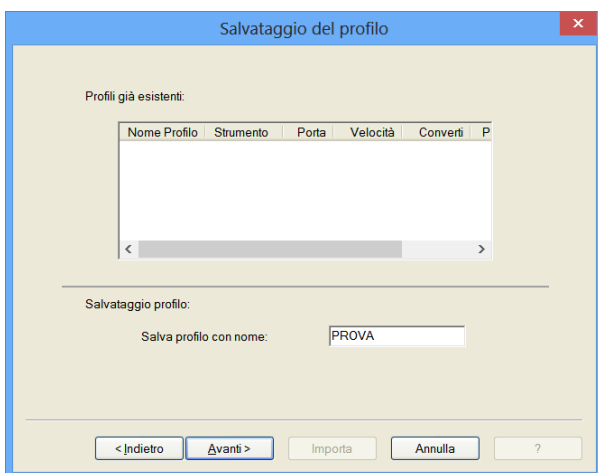 Salvataggio del profilo
Profili già esistenti:
Nome Profilo Strumento Porta Velocità Converti P
Salvataggio profilo:
Salva profilo con nome: PROVA
< Indietro Avanti > Importa Annulla ?